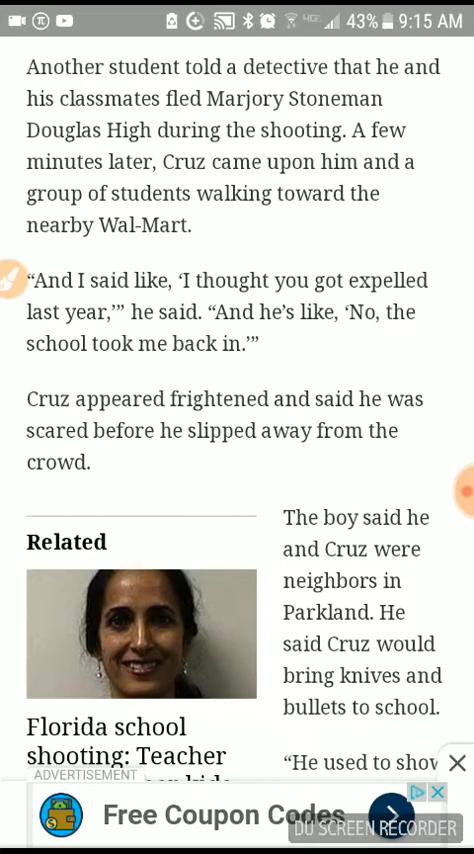 43% 9:15 AM
Another student told a detective that he and
his classmates fled Marjory Stoneman
Douglas High during the shooting. A few
minutes later, Cruz came upon him and a
group of students walking toward the
nearby Wal-Mart.
“And I said like, ‘I thought you got expelled
last year,’” he said. “And he’s like, ‘No, the
school took me back in.’”
Cruz appeared frightened and said he was
scared before he slipped away from the
crowd.
Related
Florida school
shooting: Teacher
The boy said he
and Cruz were
neighbors in
Parkland. He
said Cruz would
bring knives and
bullets to school.
“He used to show
ADVERTISEMENT
Free Coupon Codes
DU SCREEN RECORDER